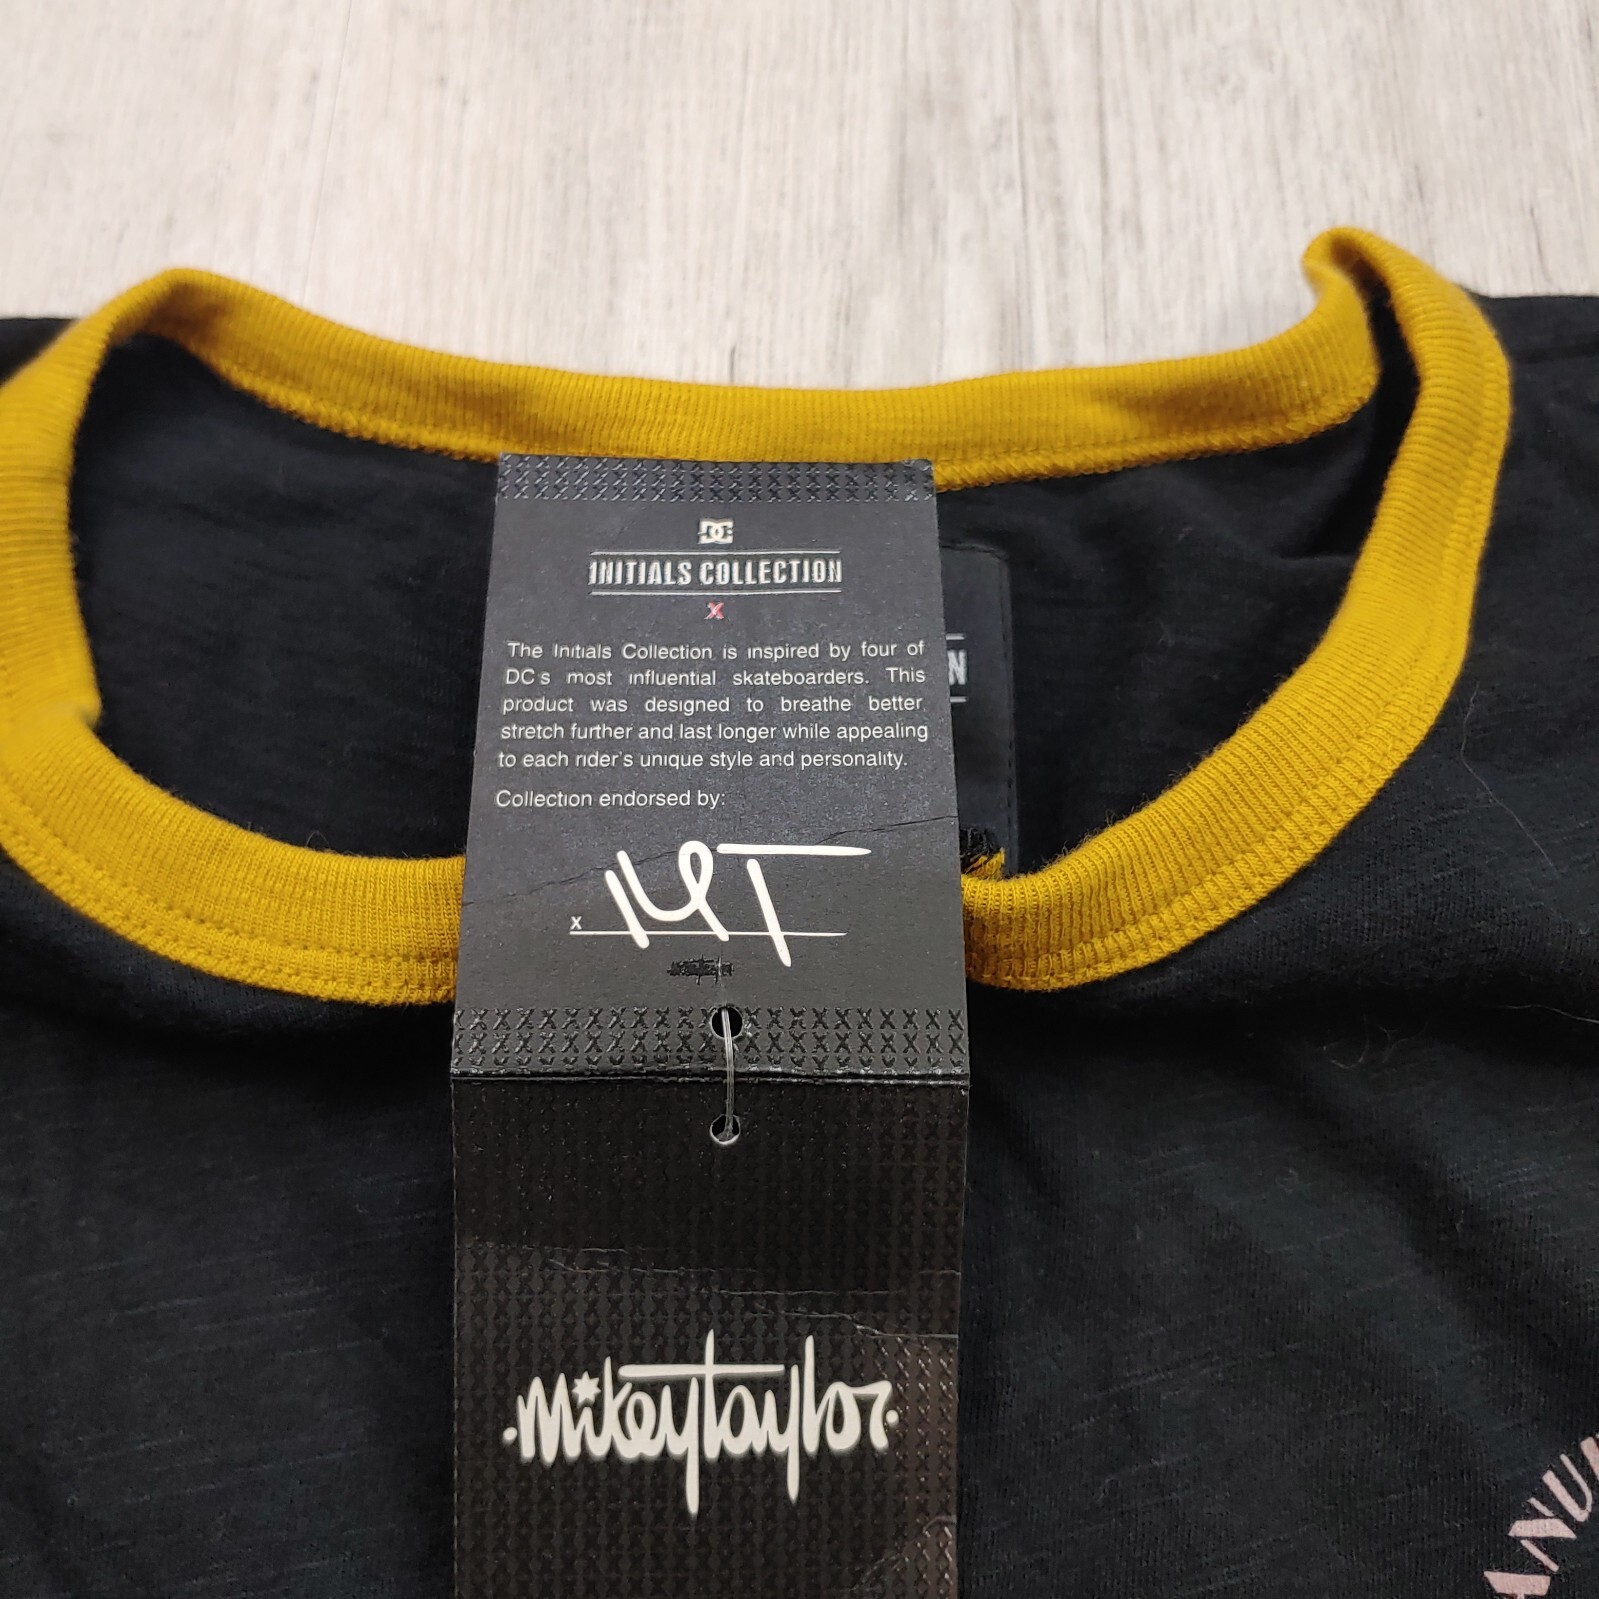 DC
INITIALS COLLECTION
X
The Initials Collection is inspired by four of
DC's most influential skateboarders. This
product was designed to breathe better,
stretch further and last longer while appealing
to each rider's unique style and personality.
Collection endorsed by:
x MT
N
·mikeytaylor·
ANU